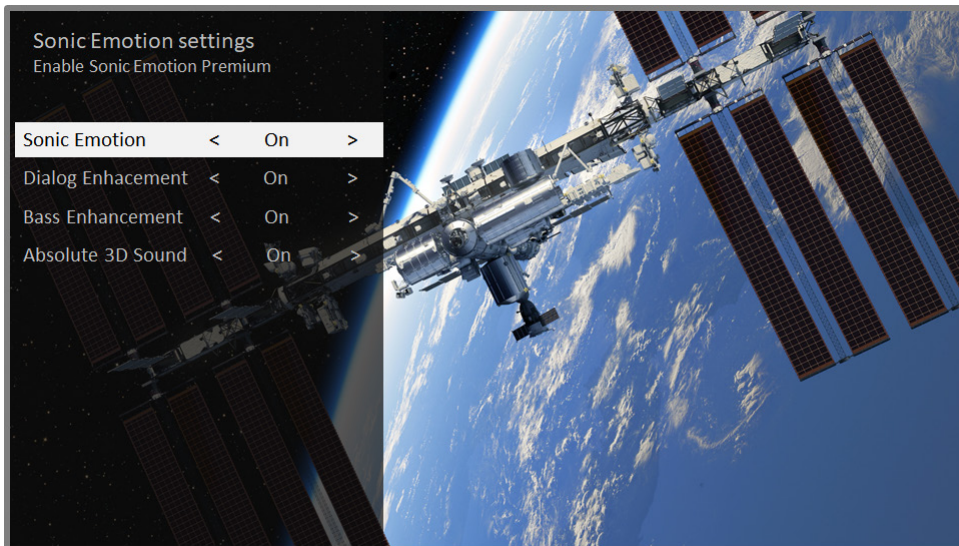 Sonic Emotion settings
Enable Sonic Emotion Premium
Sonic Emotion < On >
Dialog Enhacement < On >
Bass Enhancement < On >
Absolute 3D Sound < On >